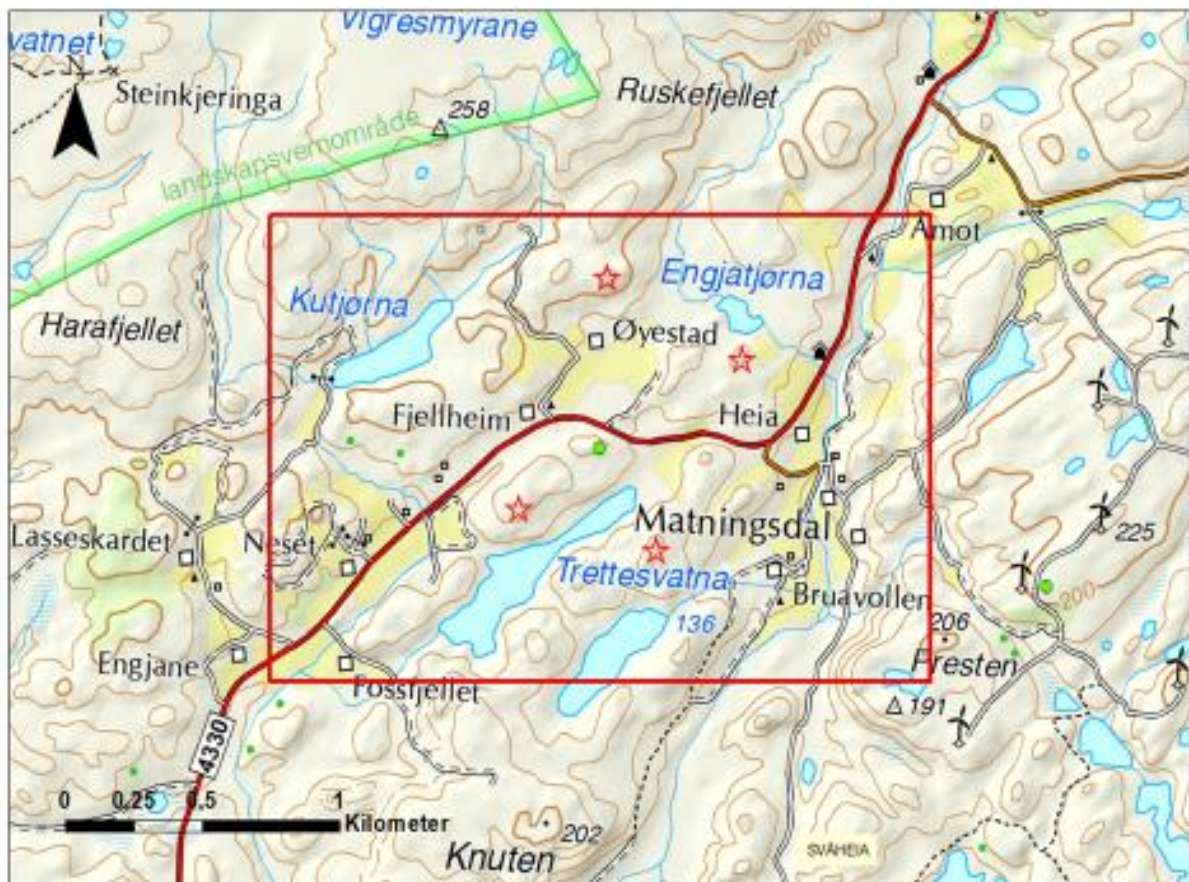 vatnet
N
Vigresmyrane
Steinkjeringa
258
Ruskefjellet
200
landskapsvernområde
Åmot
Harafjellet
Kutjørna
Engjatjørna
Øyestad
Fjellheim
Heia
Lasseskardet
Neset
Matningsdal
225
Trettesvatna
Bruavollen
200
136
206
Engjane
Fossfjellet
Presten
191
4330
0 0.25 0.5 1
Kilometer
202
Knuten
SVÅHEIA